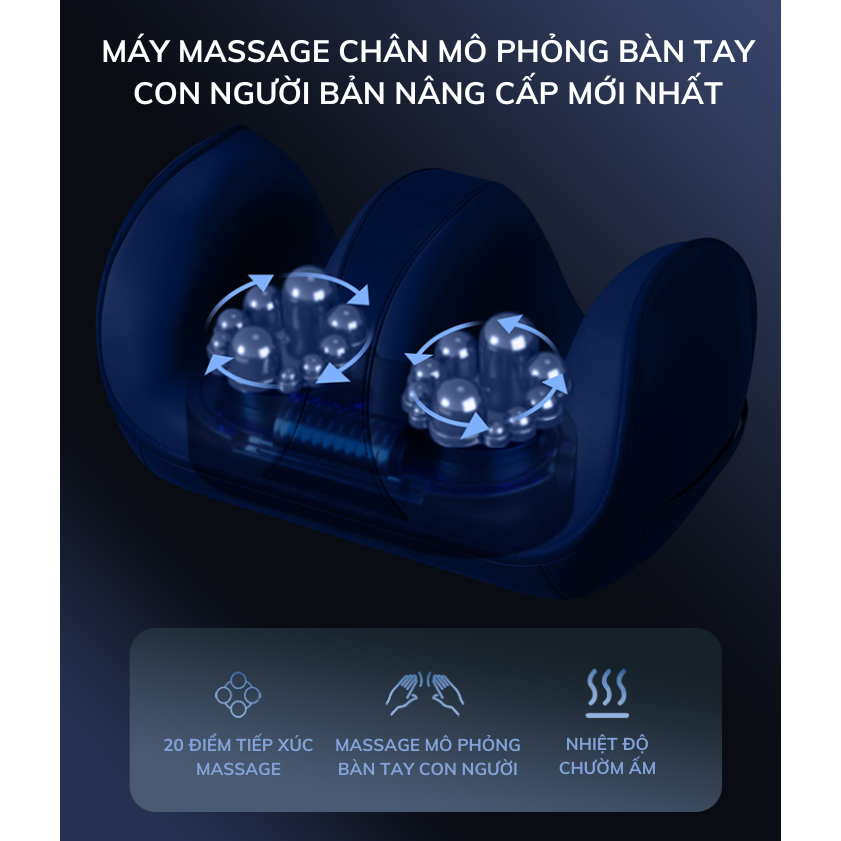 MÁY MASSAGE CHÂN MÔ PHỎNG BÀN TAY
CON NGƯỜI BẢN NÂNG CẤP MỚI NHẤT
20 ĐIỂM TIẾP XÚC
MASSAGE
MASSAGE MÔ PHỎNG
BÀN TAY CON NGƯỜI
NHIỆT ĐỘ
CHƯỜM ẤM